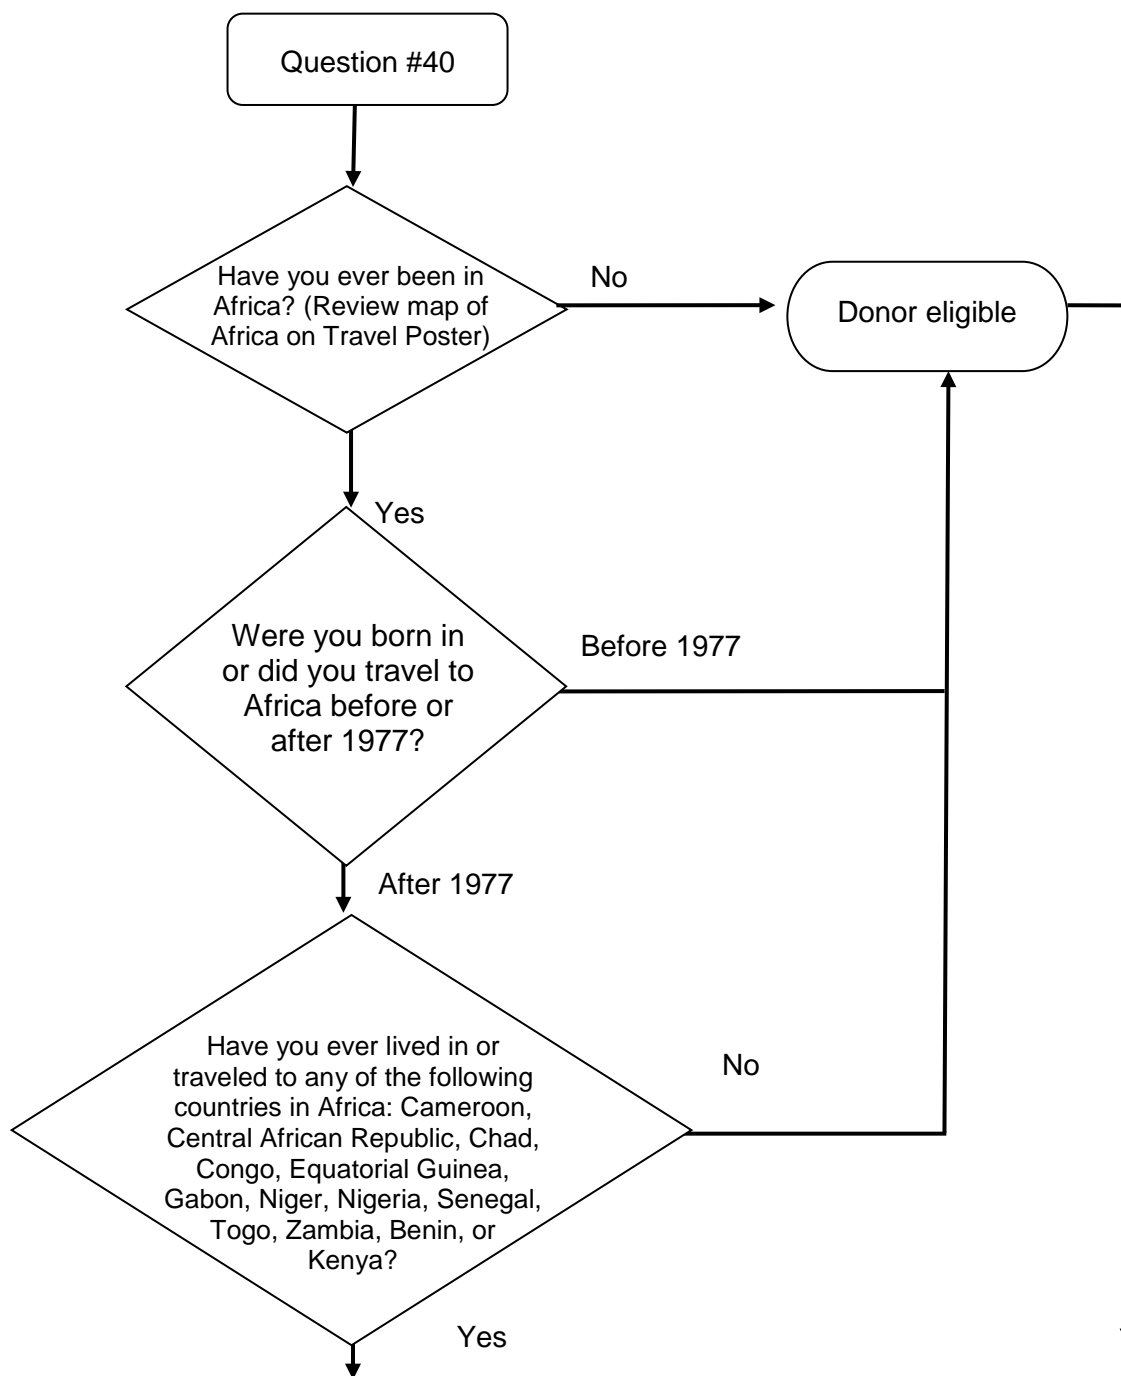 Question #40
Have you ever been in
Africa? (Review map of
Africa on Travel Poster)
No
Donor eligible
Yes
Were you born in
or did you travel to
Africa before or
after 1977?
Before 1977
After 1977
Have you ever lived in or
traveled to any of the following
countries in Africa: Cameroon,
Central African Republic, Chad,
Congo, Equatorial Guinea,
Gabon, Niger, Nigeria, Senegal,
Togo, Zambia, Benin, or
Kenya?
No
Yes